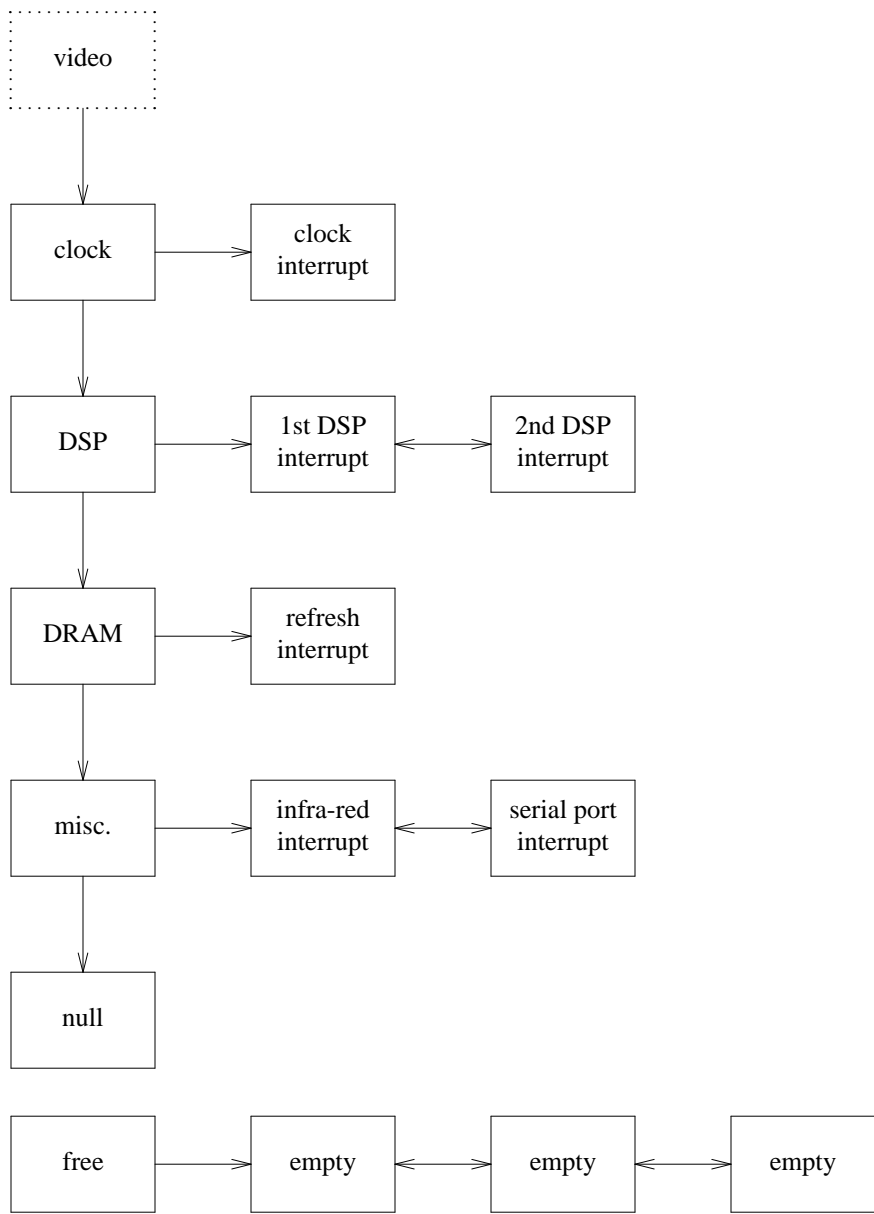 video
clock
clock
interrupt
DSP
1st DSP
interrupt
2nd DSP
interrupt
DRAM
refresh
interrupt
misc.
infra-red
interrupt
serial port
interrupt
null
free
empty
empty
empty